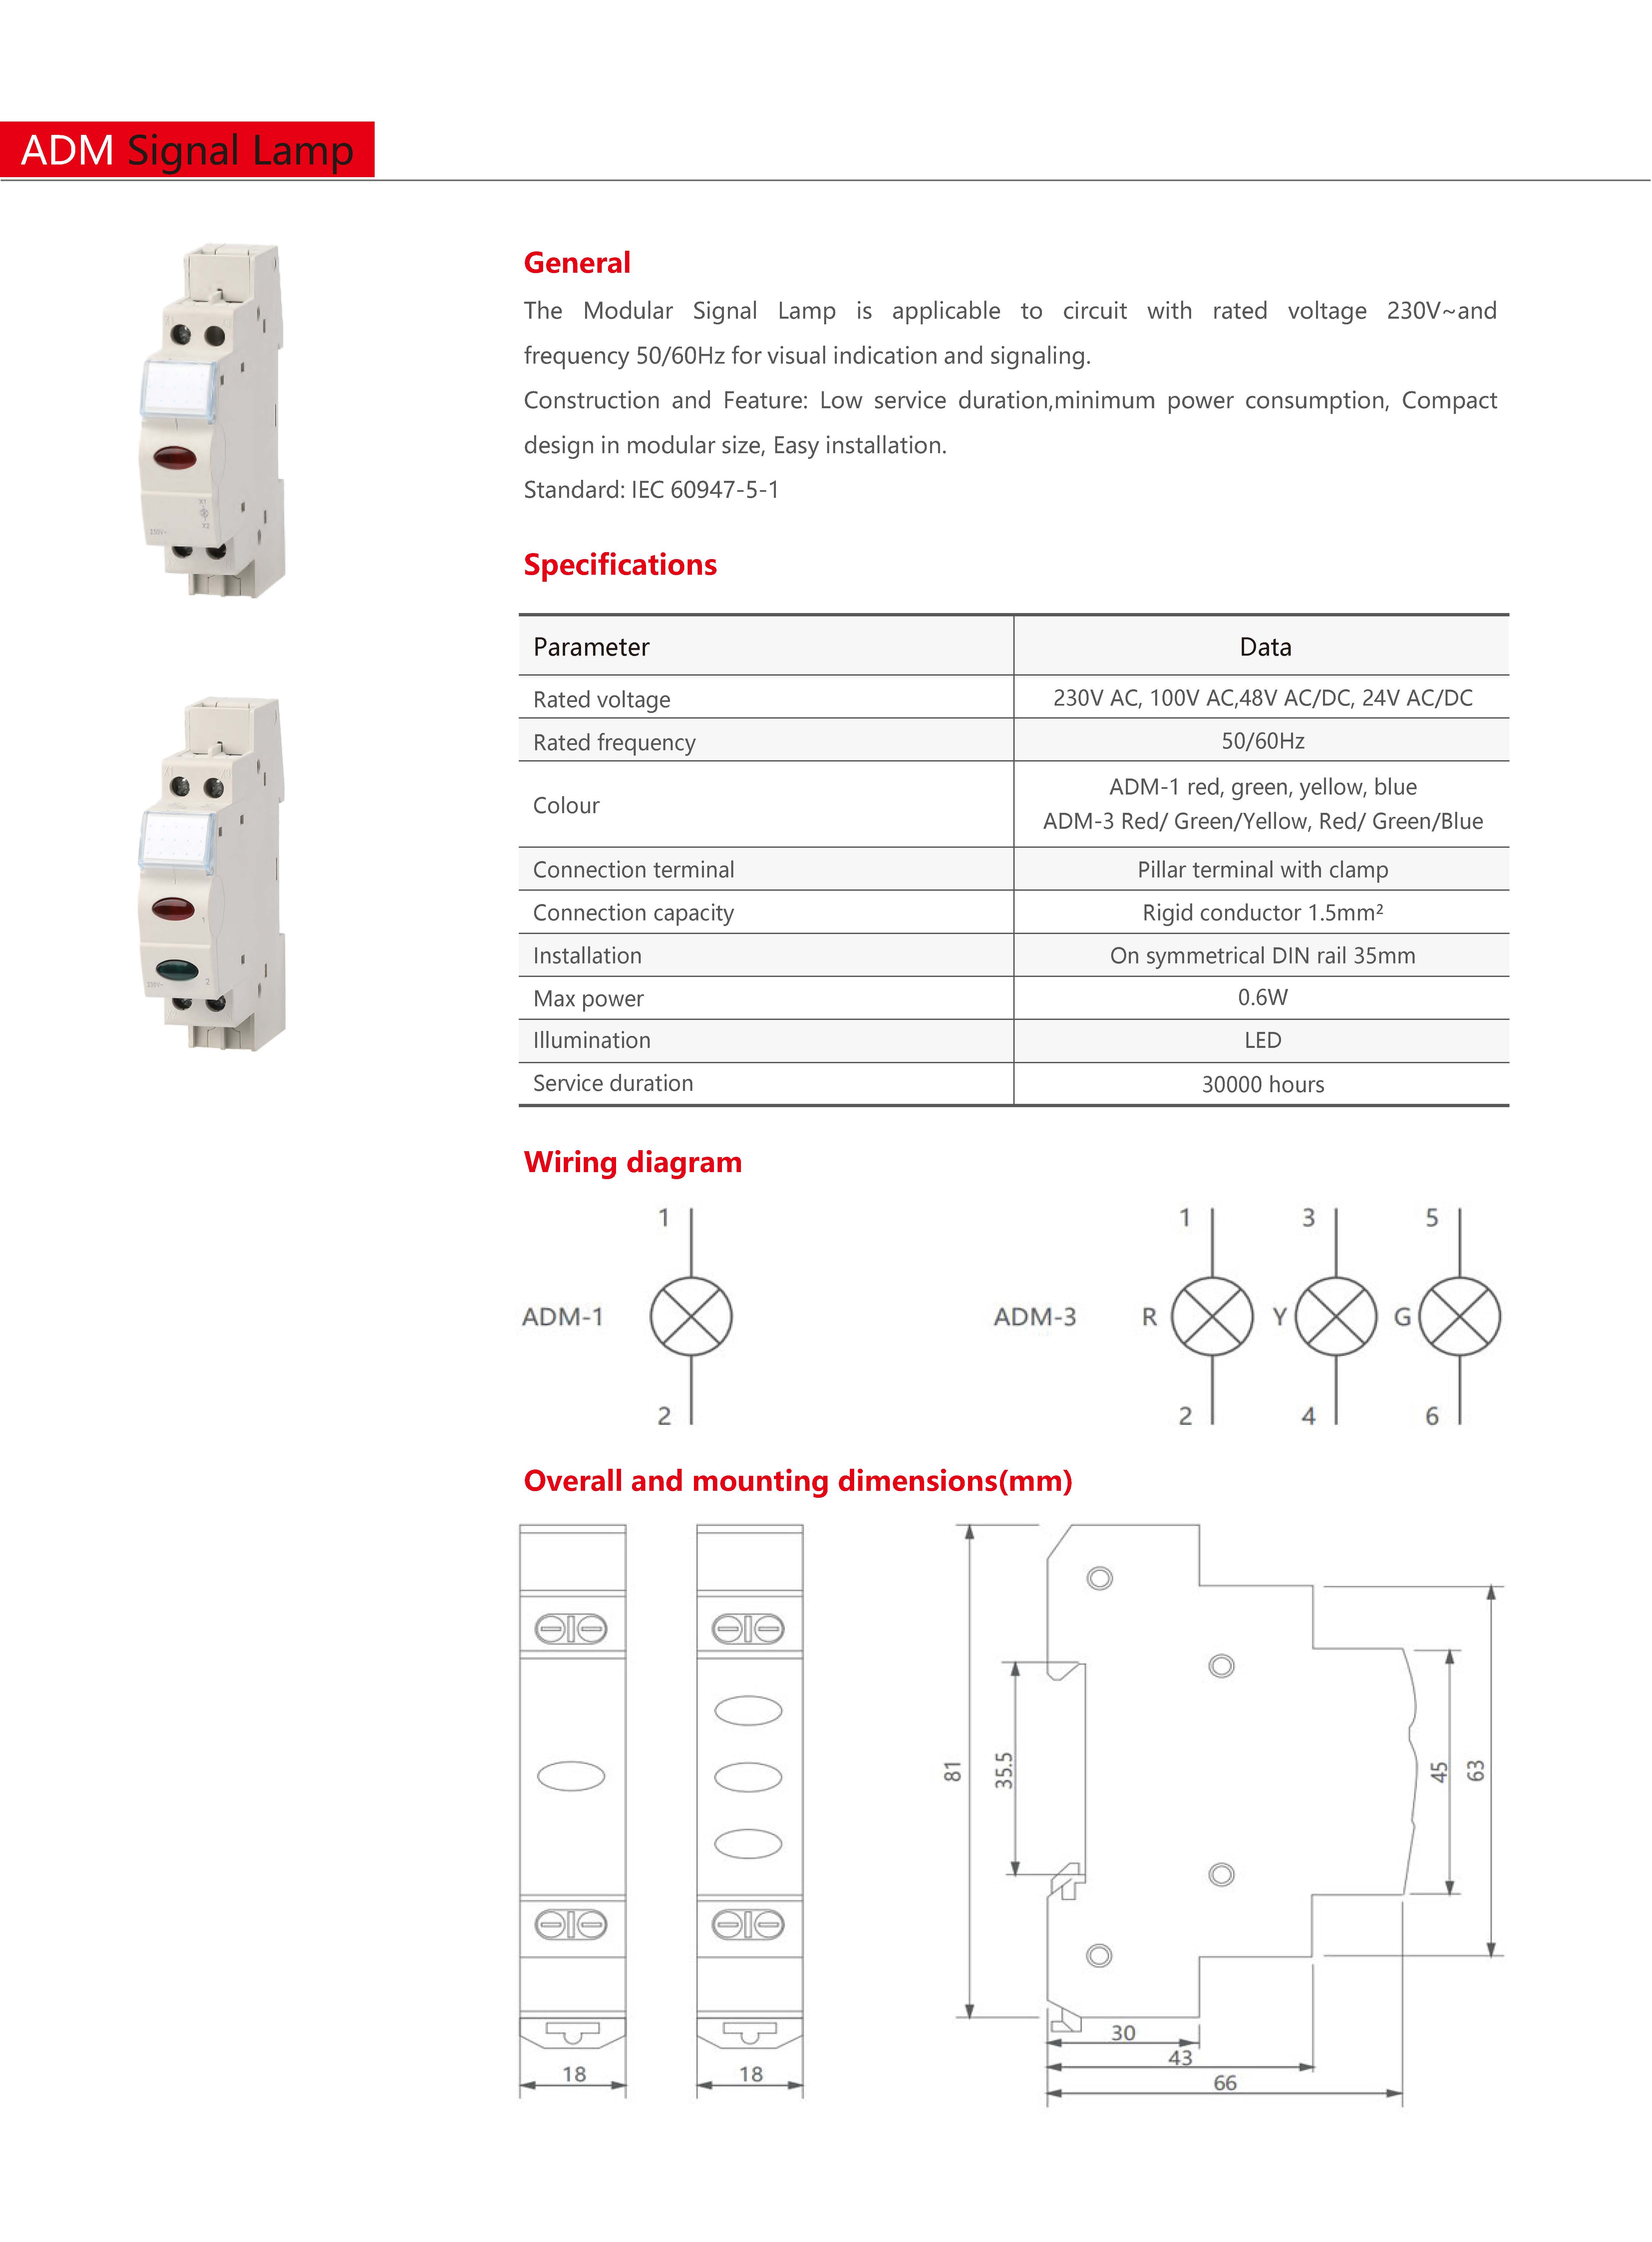 ADM Signal Lamp
General
The Modular Signal Lamp is applicable to circuit with rated voltage 230V~and
frequency 50/60Hz for visual indication and signaling.
Construction and Feature: Low service duration,minimum power consumption, Compact
design in modular size, Easy installation.
Standard: IEC 60947-5-1
X1
X2
230V~
Specifications
Parameter Data
Rated voltage 230V AC, 100V AC,48V AC/DC, 24V AC/DC
Rated frequency 50/60Hz
Colour ADM-1 red, green, yellow, blue
ADM-3 Red/ Green/Yellow, Red/ Green/Blue
Connection terminal Pillar terminal with clamp
Connection capacity Rigid conductor 1.5mm²
Installation On symmetrical DIN rail 35mm
Max power 0.6W
Illumination LED
Service duration 30000 hours
1
2
230V~
Wiring diagram
1 1 3 5
ADM-1 ADM-3 R Y G
2 2 4 6
Overall and mounting dimensions(mm)
81 35.5 45 63
30
43
66
18 18